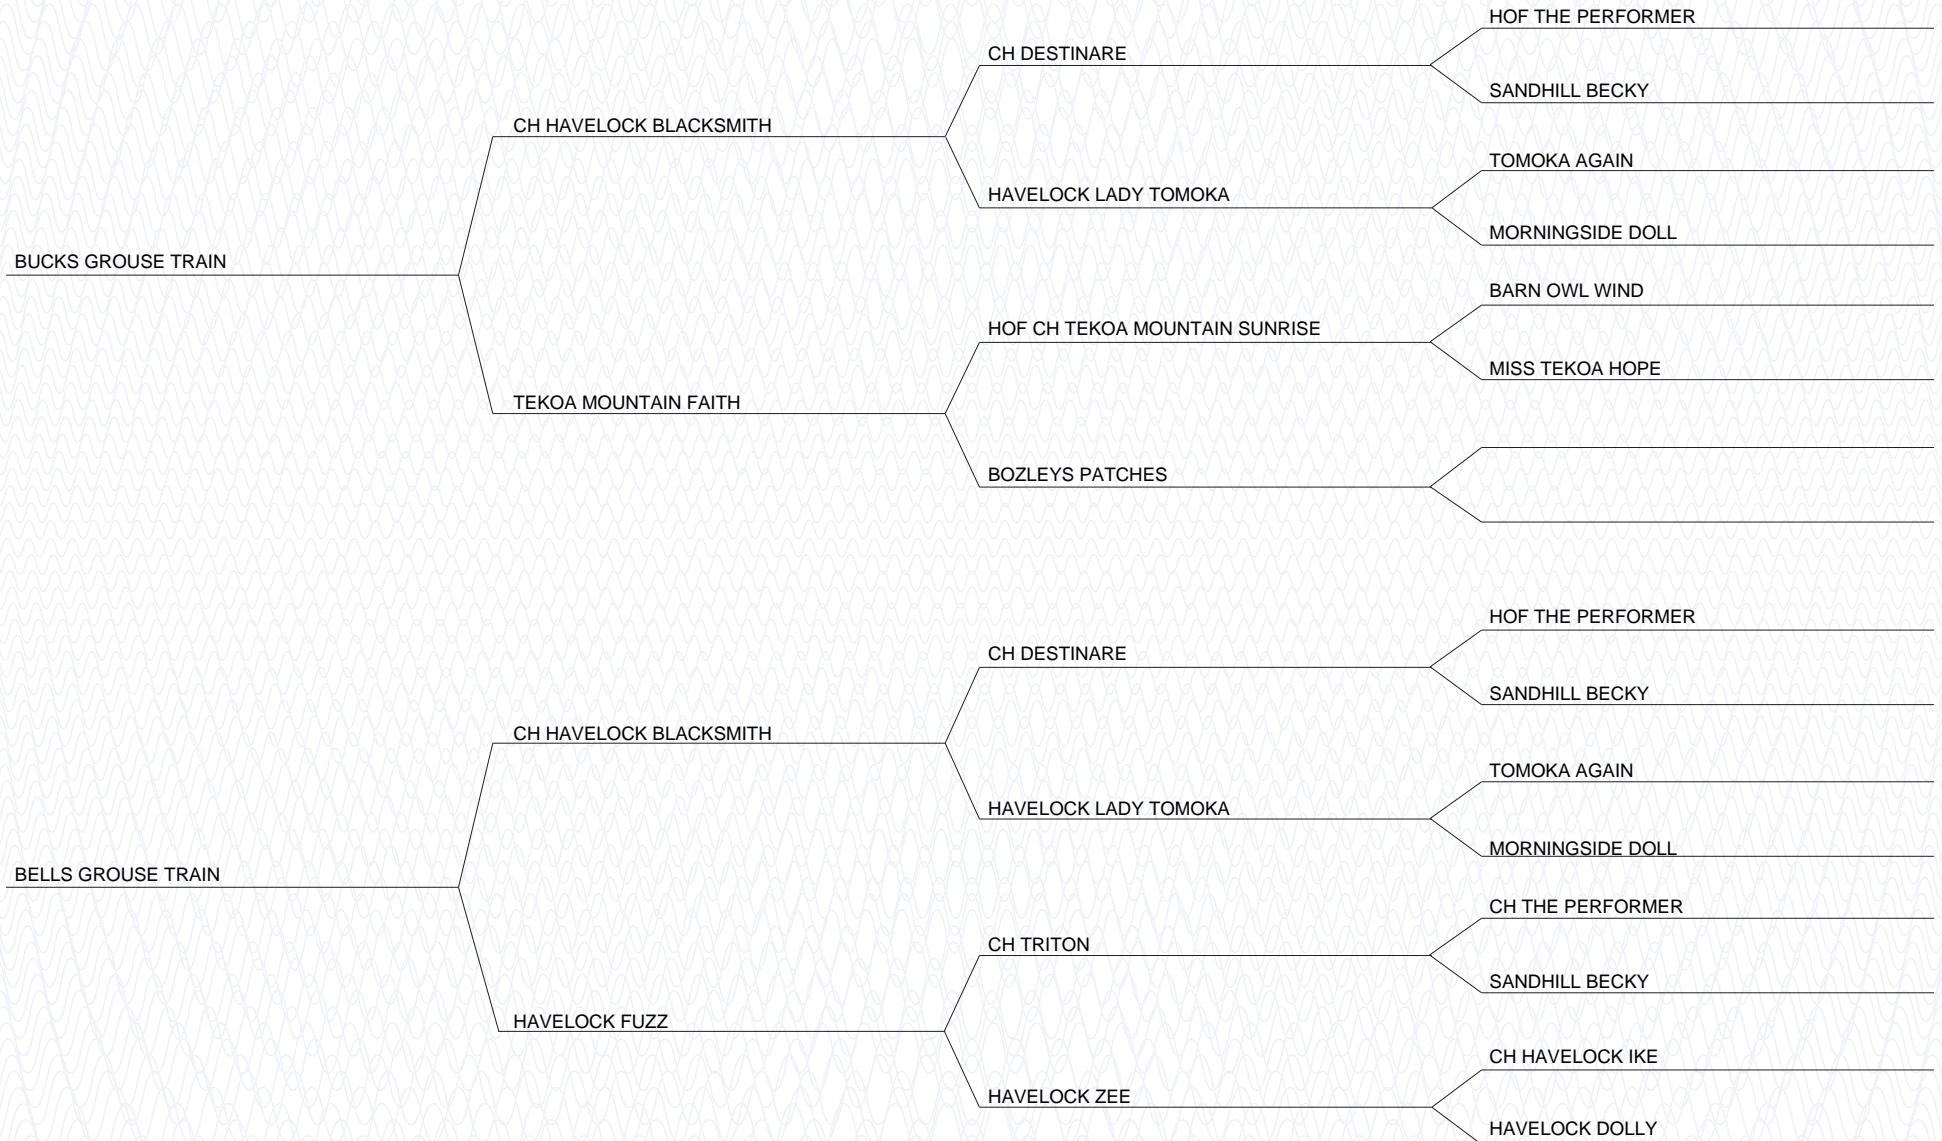 HOF THE PERFORMER
CH DESTINARE
SANDHILL BECKY
CH HAVELOCK BLACKSMITH
TOMOKA AGAIN
HAVELOCK LADY TOMOKA
MORNINGSIDE DOLL
BUCKS GROUSE TRAIN
BARN OWL WIND
HOF CH TEKOA MOUNTAIN SUNRISE
MISS TEKOA HOPE
TEKOA MOUNTAIN FAITH
BOZLEYS PATCHES
HOF THE PERFORMER
CH DESTINARE
SANDHILL BECKY
CH HAVELOCK BLACKSMITH
TOMOKA AGAIN
HAVELOCK LADY TOMOKA
MORNINGSIDE DOLL
BELLS GROUSE TRAIN
CH THE PERFORMER
CH TRITON
SANDHILL BECKY
HAVELOCK FUZZ
CH HAVELOCK IKE
HAVELOCK ZEE
HAVELOCK DOLLY